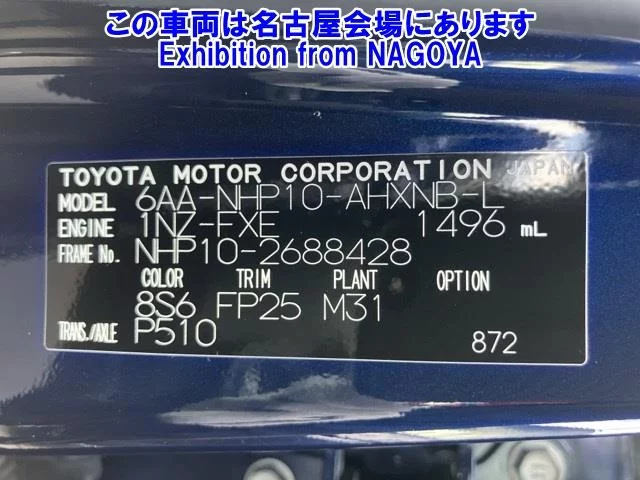 この車両は名古屋会場にあります
Exhibition from NAGOYA
TOYOTA MOTOR CORPORATION JAPAN
MODEL 6AA-NHP10-AHXNB-L
ENGINE 1NZ-FXE 1496 mL
FRAME No. NHP10-2688428
COLOR TRIM PLANT OPTION
8S6 FP25 M31
TRANS./AXLE P510 872